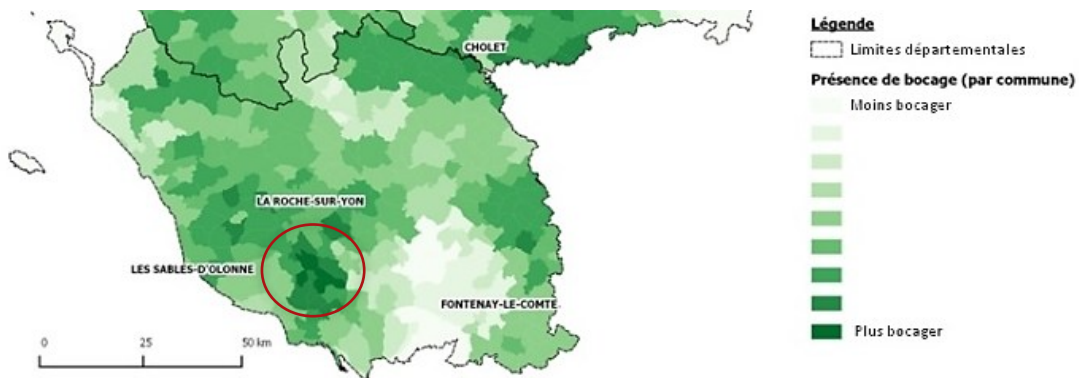 CHOLET
LA ROCHE-SUR-YON
LES SABLES-D'OLONNE
FONTENAY-LE-COMTE
0 25 50 km
Légende
Limites départementales
Présence de bocage (par commune)
Moins bocager
Plus bocager